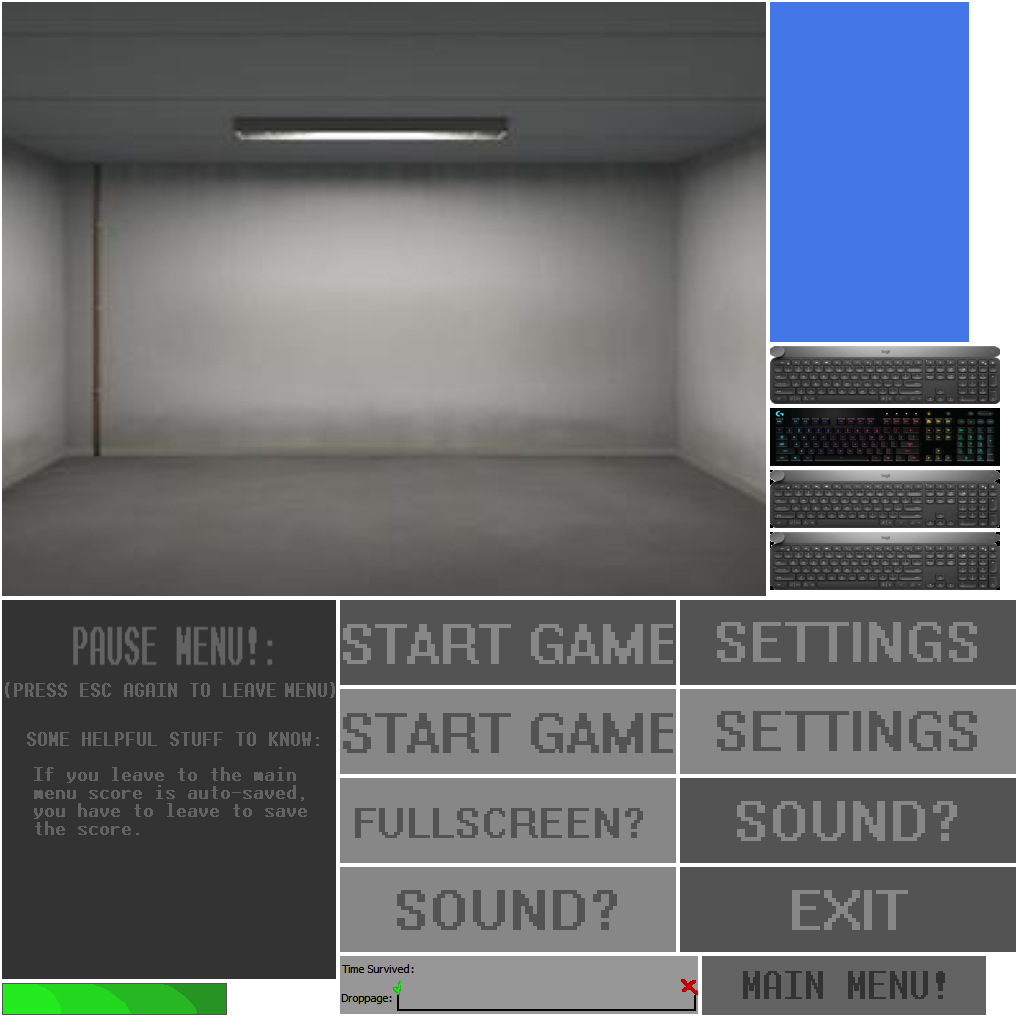 PAUSE MENU!:
(PRESS ESC AGAIN TO LEAVE MENU)
SOME HELPFUL STUFF TO KNOW:
If you leave to the main
menu score is auto-saved,
you have to leave to save
the score.
START GAME
SETTINGS
START GAME
SETTINGS
FULLSCREEN?
SOUND?
SOUND?
EXIT
Time Survived:
Droppage:
MAIN MENU!